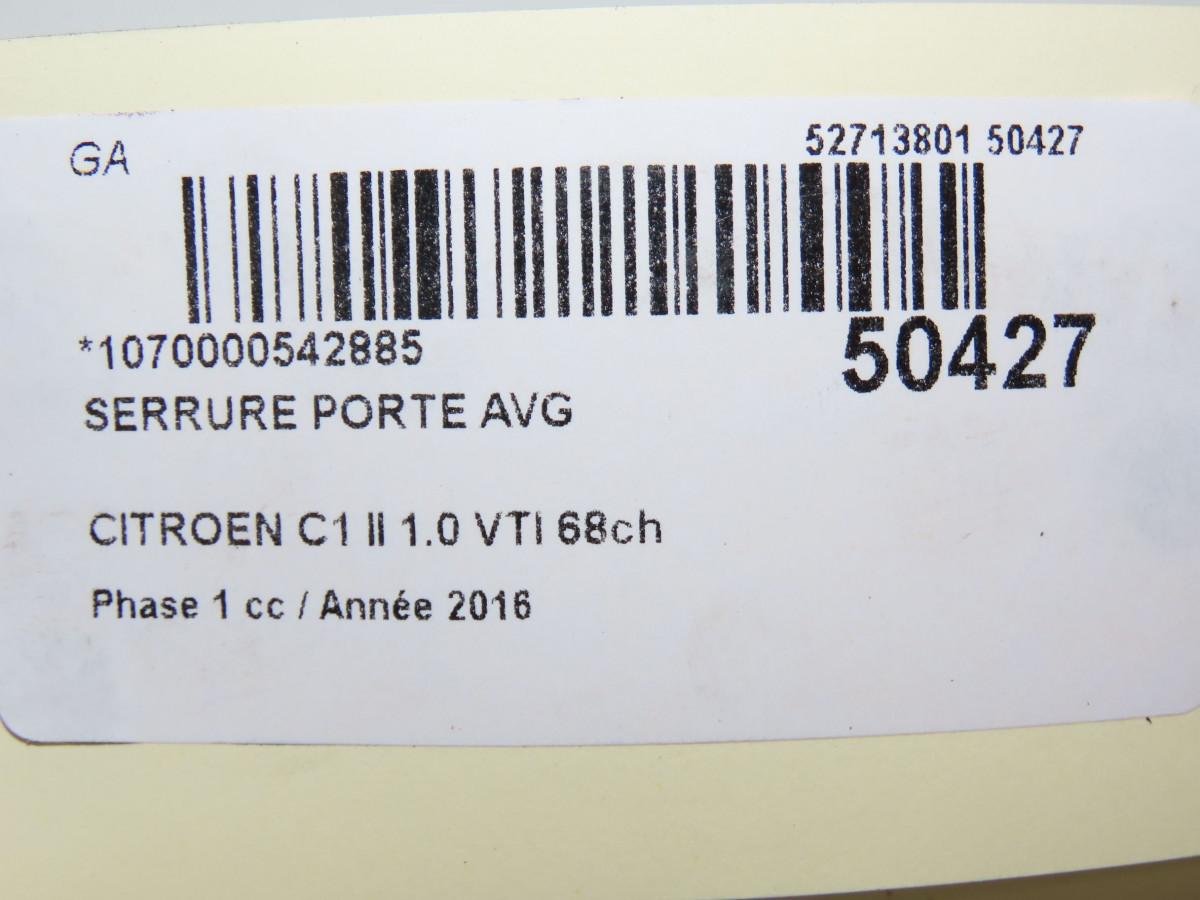 GA
52713801 50427
*1070000542885
50427
SERRURE PORTE AVG
CITROEN C1 II 1.0 VTI 68ch
Phase 1 cc / Année 2016